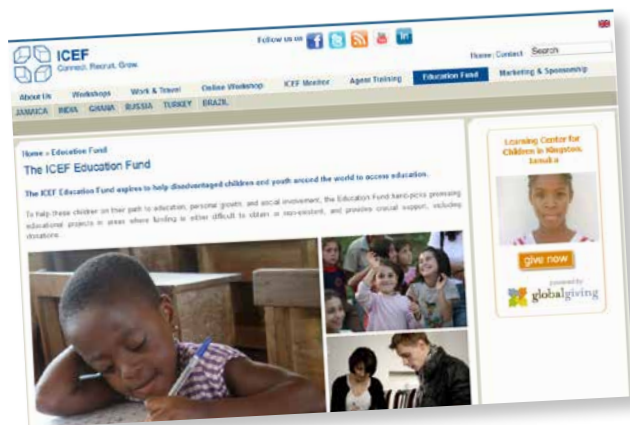 Follow us on
ICEF
Connect. Recruit. Grow.
Home | Contact Search
About Us Workshops Work & Travel Online Workshop ICEF Monitor Agent Training Education Fund Marketing & Sponsorship
JAMAICA INDIA GHANA RUSSIA TURKEY BRAZIL
Home » Education Fund
The ICEF Education Fund
The ICEF Education Fund aspires to help disadvantaged children and youth around the world to access education.
To help these children on their path to education, personal growth, and social involvement, the Education Fund hand-picks promising
educational projects in areas where funding is either difficult to obtain or non-existent, and provides crucial support, including
donations.
Learning Center for
Children in Kingston,
Jamaica
give now
powered by
globalgiving